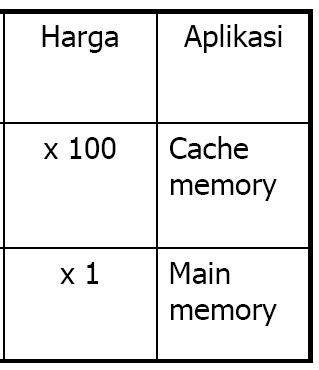 Harga Aplikasi
x 100 Cache
memory
x 1 Main
memory